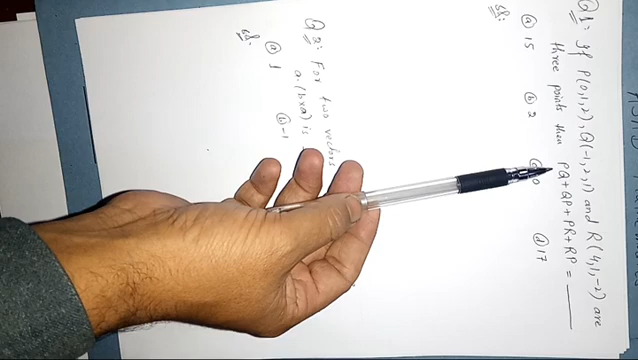 Q1: If P(0,1,2), Q(-1,2,1) and R(4,1,-2) are
three points then PQ+QP+PR+RP = ____
(a) 15 (b) 2 0 (d) 17
Sol:
Q2: For two vectors
a.(b×a) is
(a) 1 (b) -1
Sol: